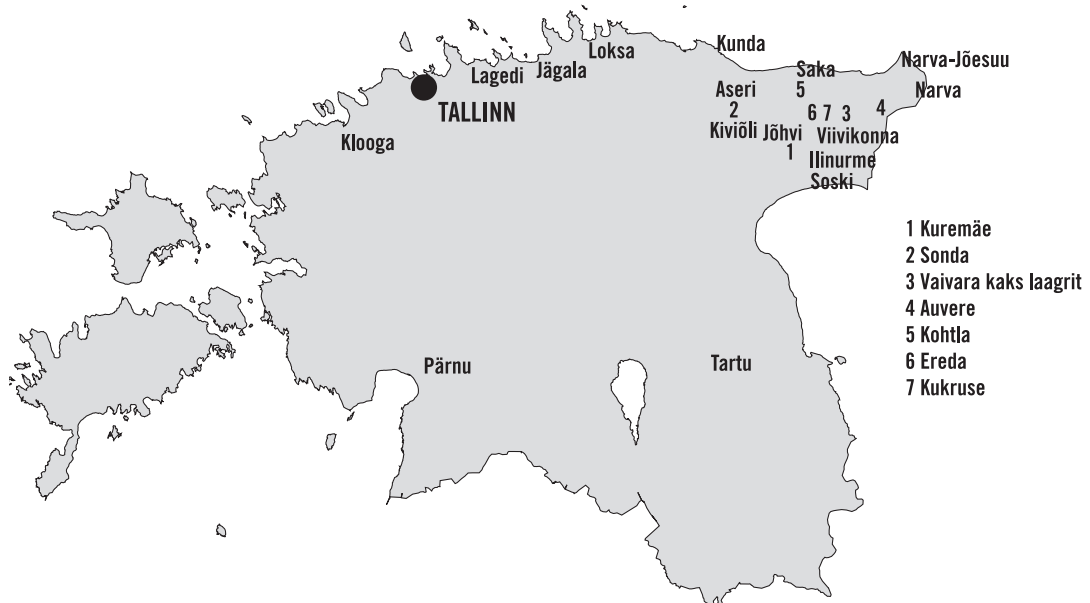 Kunda
Loksa
Narva-Jõesuu
Saka
Jägala
Lagedi
Aseri
5
Narva
2
6 7 3
4
TALLINN
Kiviõli
Jõhvi
Viivikonna
Klooga
1
Ilinurme
Soski
1 Kuremäe
2 Sonda
3 Vaivara kaks laagrit
4 Auvere
5 Kohtla
6 Ereda
7 Kukruse
Pärnu
Tartu